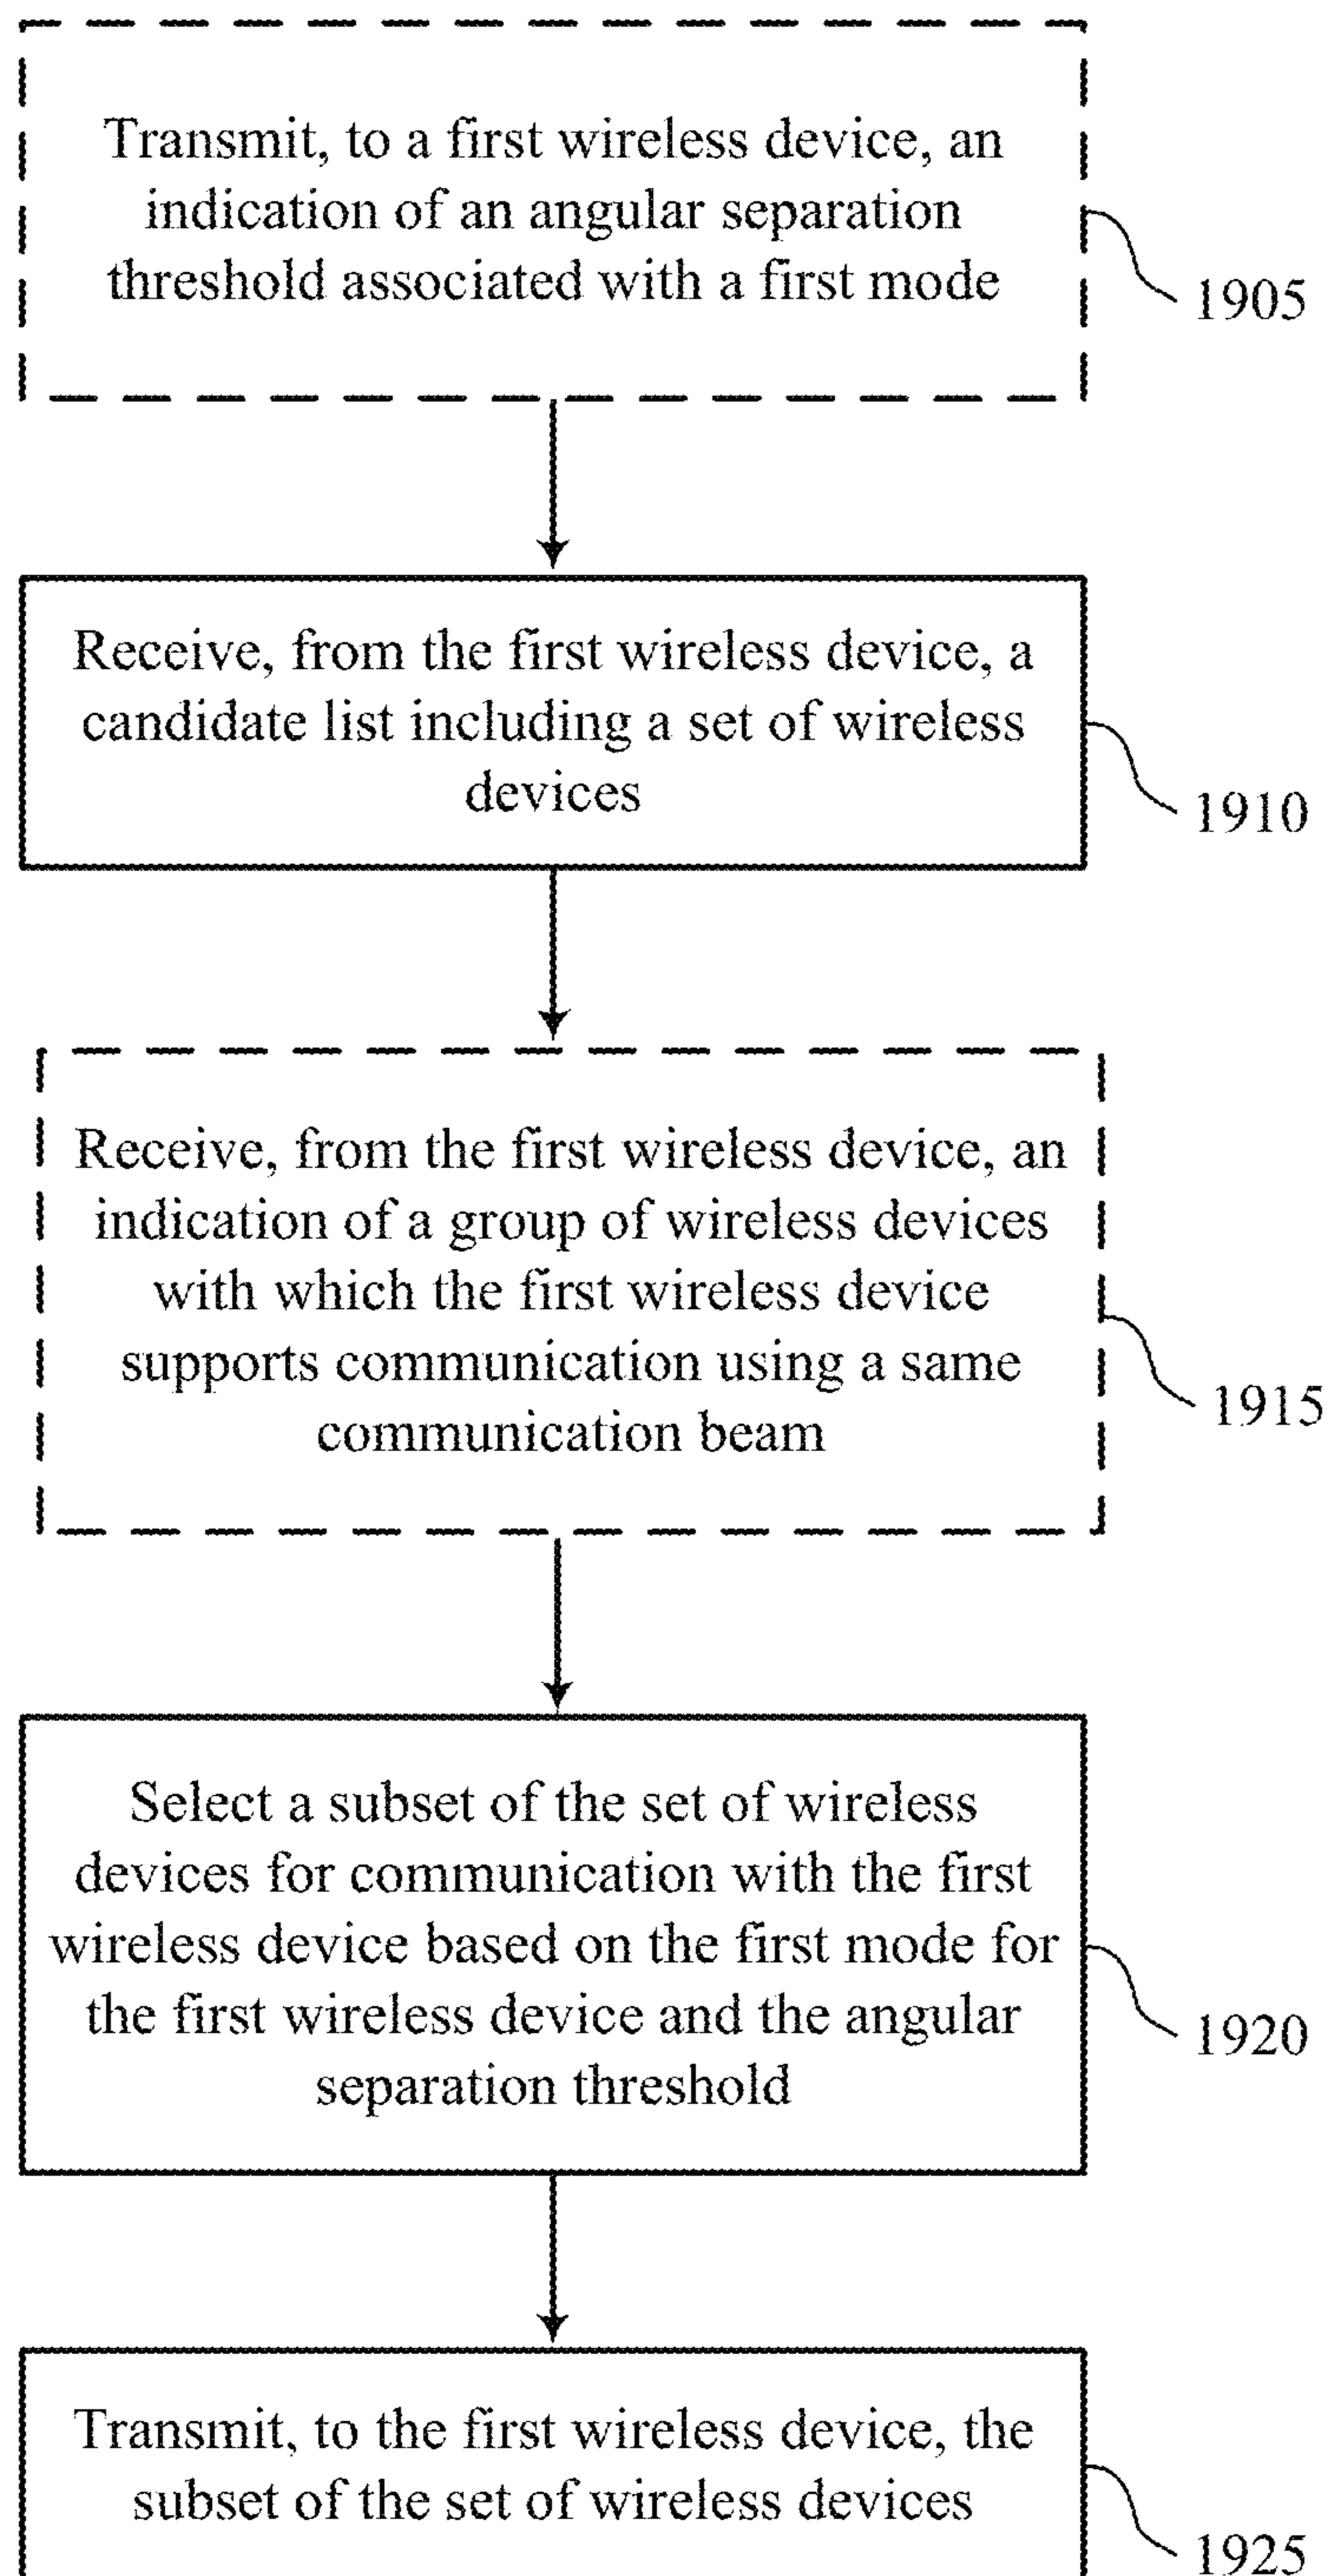 Transmit, to a first wireless device, an
indication of an angular separation
threshold associated with a first mode
1905
Receive, from the first wireless device, a
candidate list including a set of wireless
devices
1910
Receive, from the first wireless device, an
indication of a group of wireless devices
with which the first wireless device
supports communication using a same
communication beam
1915
Select a subset of the set of wireless
devices for communication with the first
wireless device based on the first mode for
the first wireless device and the angular
separation threshold
1920
Transmit, to the first wireless device, the
subset of the set of wireless devices
1925